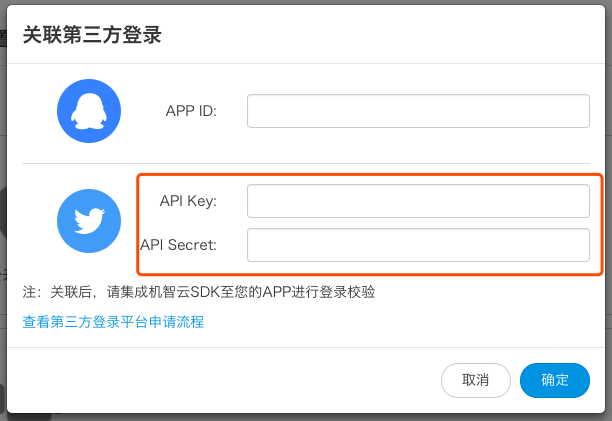 关联第三方登录
APP ID:
API Key:
API Secret:
注：关联后，请集成机智云SDK至您的APP进行登录校验
查看第三方登录平台申请流程
取消
确定